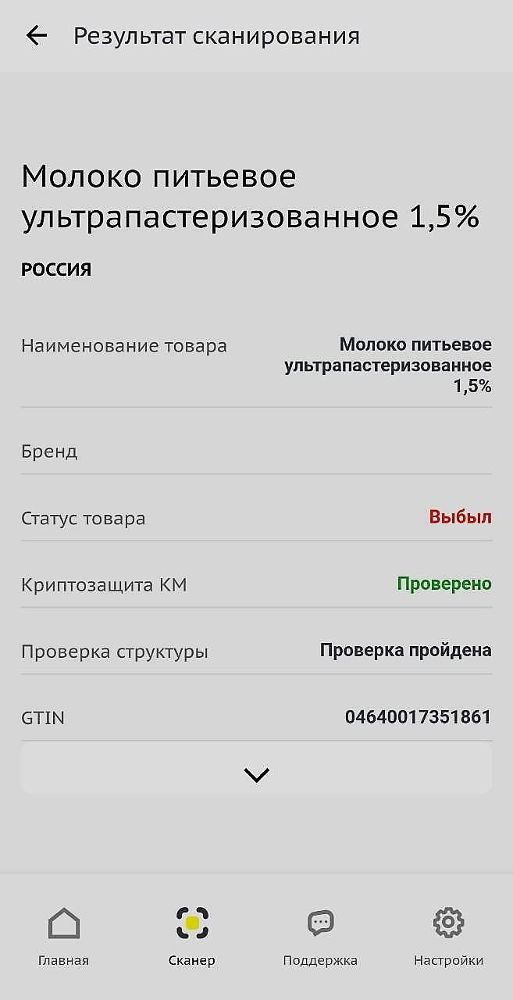 Результат сканирования
Молоко питьевое
ультрапастеризованное 1,5%
РОССИЯ
Наименование товара
Молоко питьевое
ультрапастеризованное
1,5%
Бренд
Статус товара
Выбыл
Криптозащита КМ
Проверено
Проверка структуры
Проверка пройдена
GTIN
04640017351861
Главная
Сканер
Поддержка
Настройки